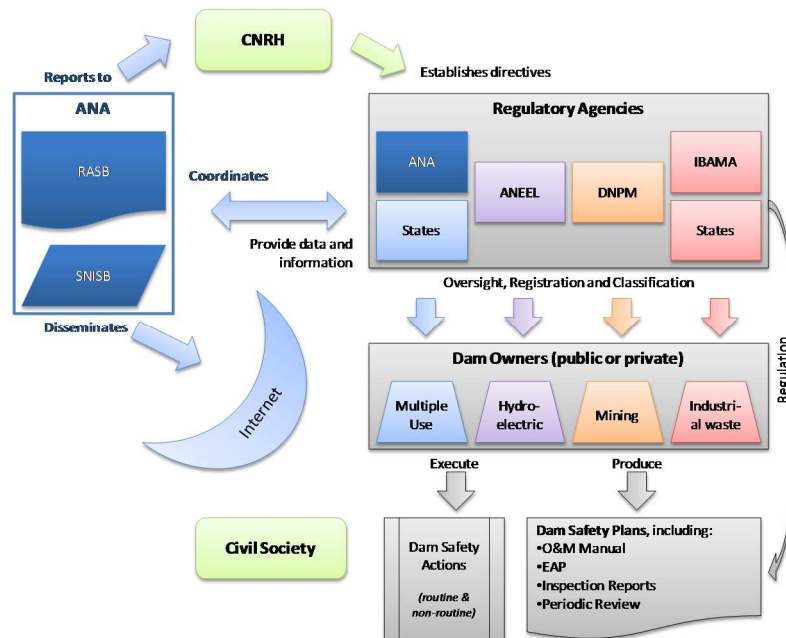 CNRH
Reports to
Establishes directives
ANA
RASB
SNISB
Coordinates
Provide data and
information
Regulatory Agencies
ANA
States
ANEEL
DNPM
IBAMA
States
Disseminates
Internet
Oversight, Registration and Classification
Regulation
Dam Owners (public or private)
Multiple
Use
Hydro-
electric
Mining
Industri-
al waste
Execute
Produce
Civil Society
Dam Safety
Actions
(routine &
non-routine)
Dam Safety Plans, including:
•O&M Manual
•EAP
•Inspection Reports
•Periodic Review